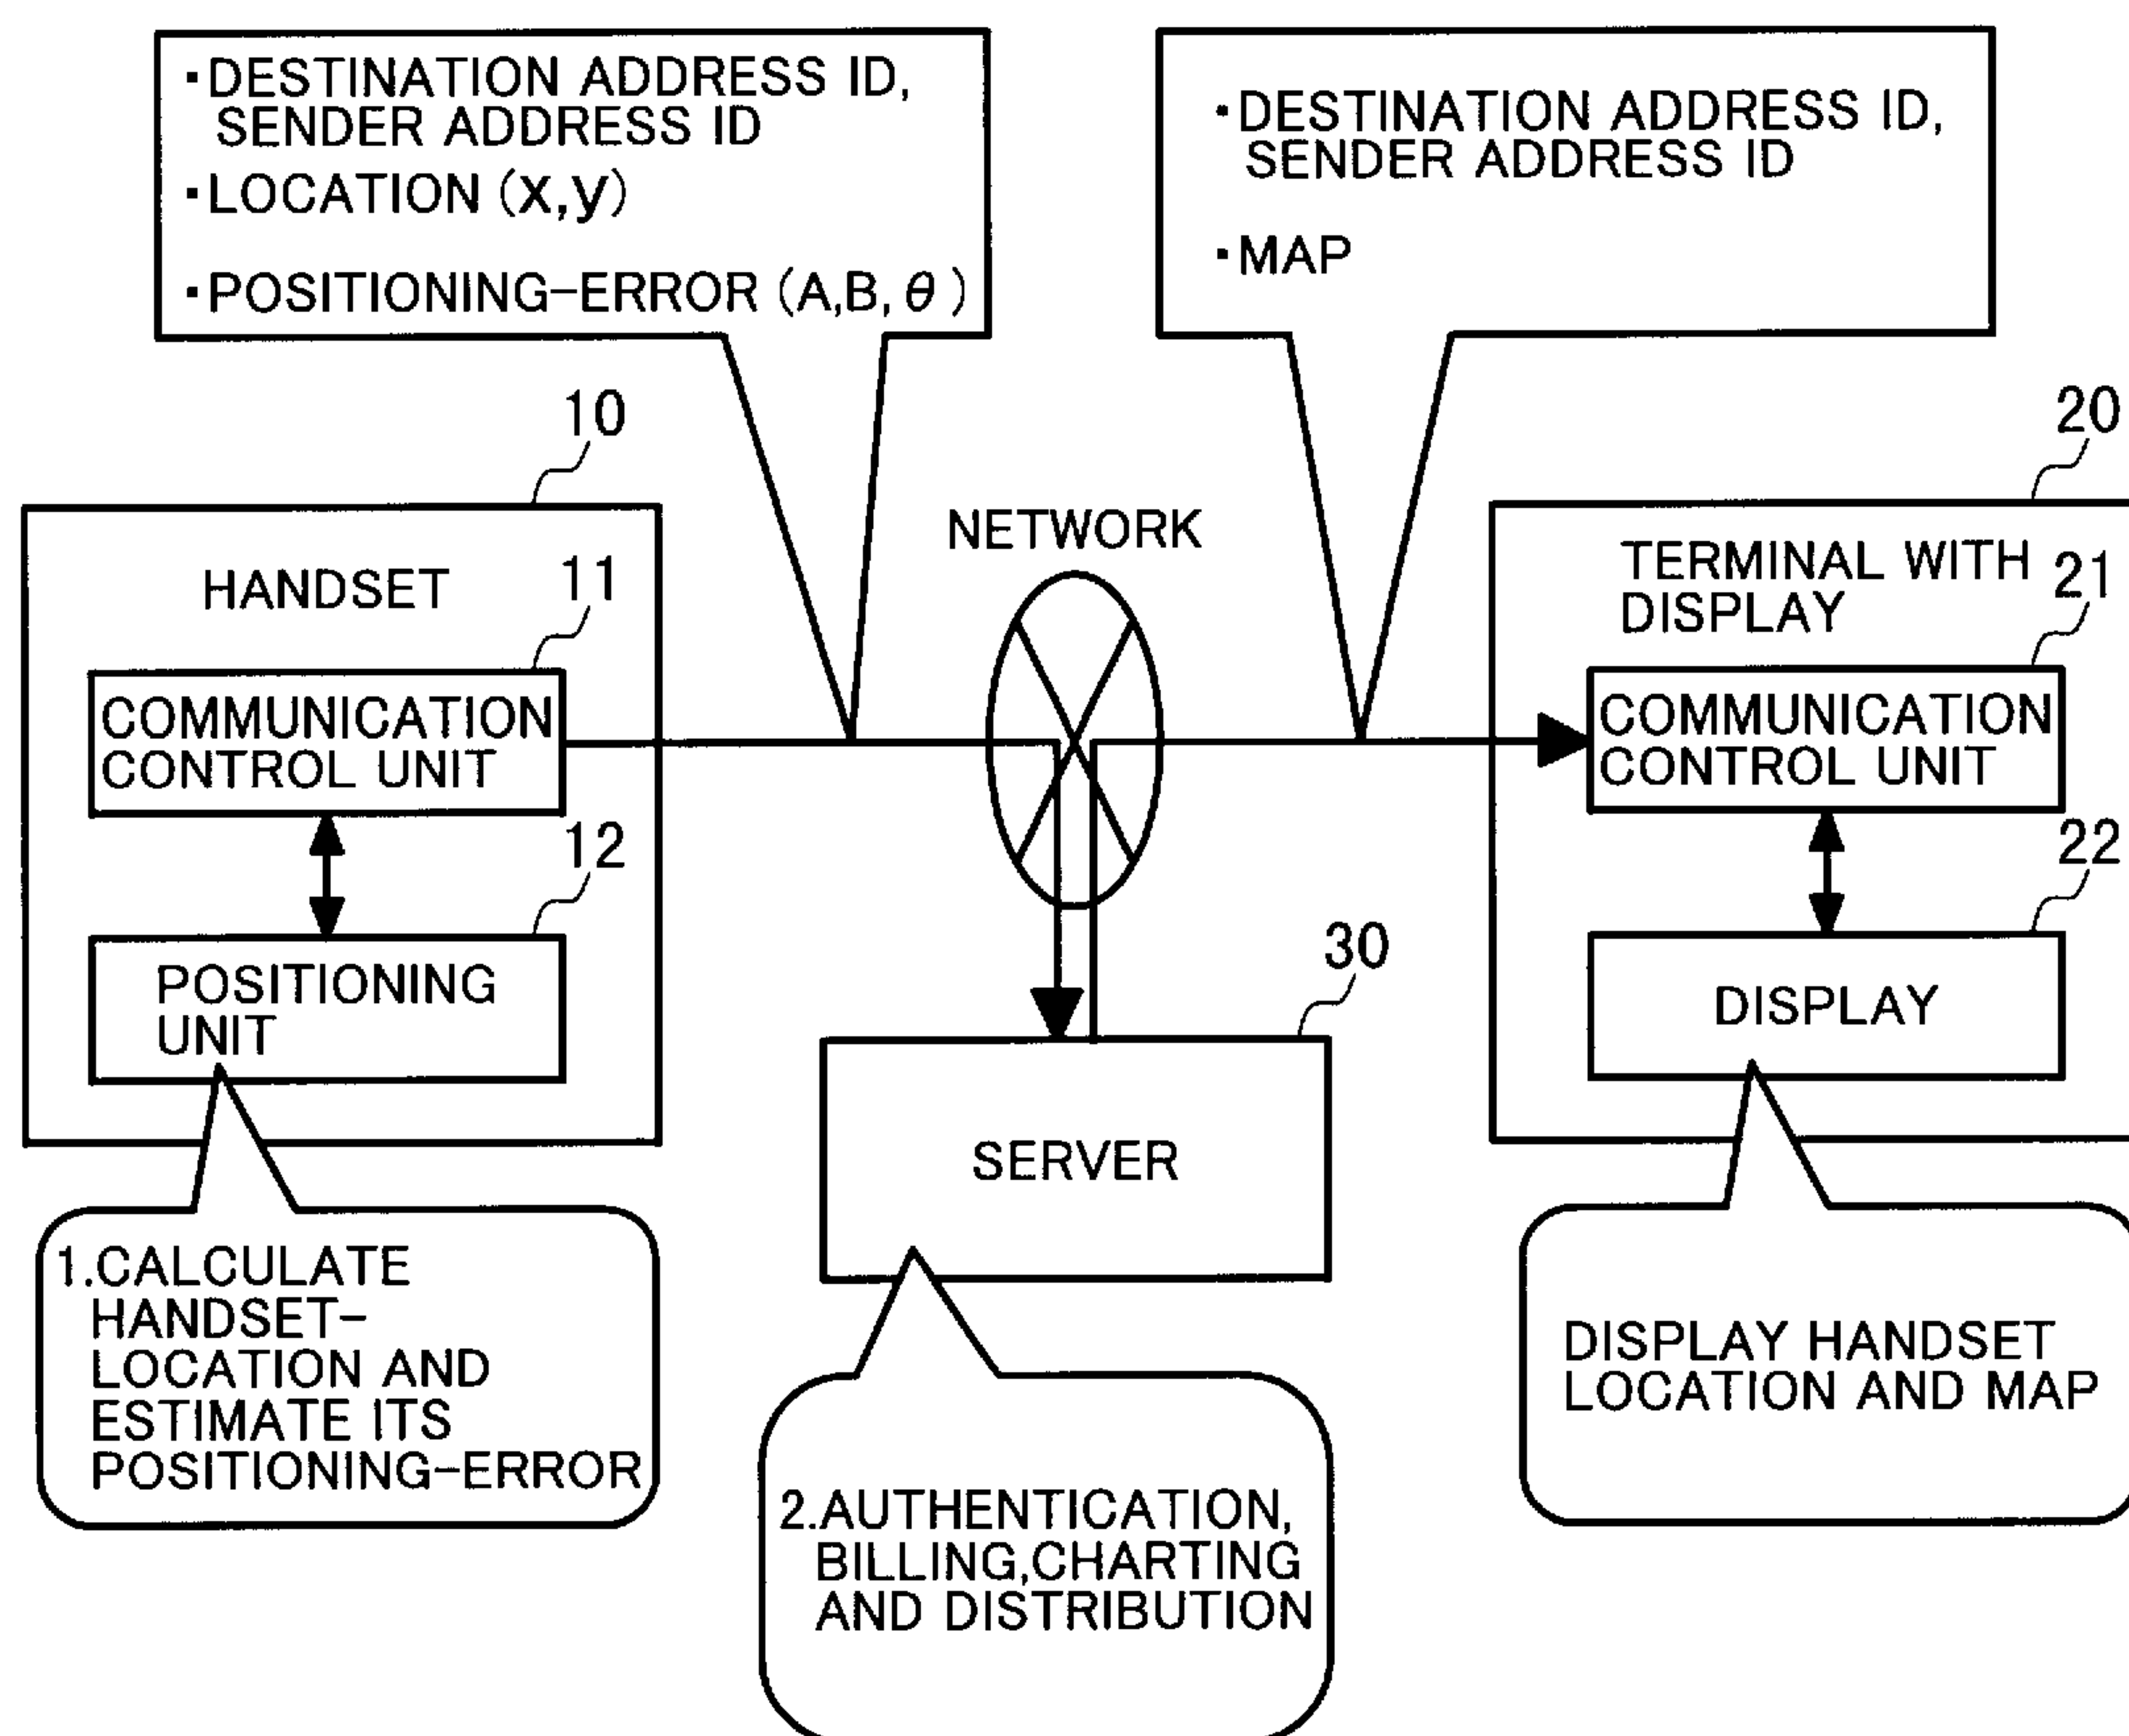 ・DESTINATION ADDRESS ID,
SENDER ADDRESS ID
・LOCATION (x,y)
・POSITIONING-ERROR (A,B,θ)
・DESTINATION ADDRESS ID,
SENDER ADDRESS ID
・MAP
10
HANDSET
11
COMMUNICATION
CONTROL UNIT
12
POSITIONING
UNIT
1.CALCULATE
HANDSET-
LOCATION AND
ESTIMATE ITS
POSITIONING-ERROR
NETWORK
30
SERVER
2.AUTHENTICATION,
BILLING,CHARTING
AND DISTRIBUTION
20
TERMINAL WITH
DISPLAY
21
COMMUNICATION
CONTROL UNIT
22
DISPLAY
DISPLAY HANDSET
LOCATION AND MAP